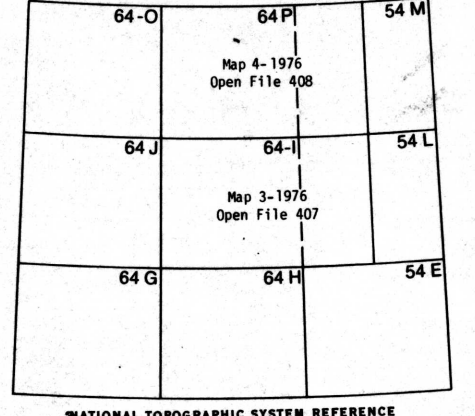 64-O 64 P 54 M
Map 4-1976
Open File 408
64 J 64-I 54 L
Map 3-1976
Open File 407
64 G 64 H 54 E
NATIONAL TOPOGRAPHIC SYSTEM REFERENCE